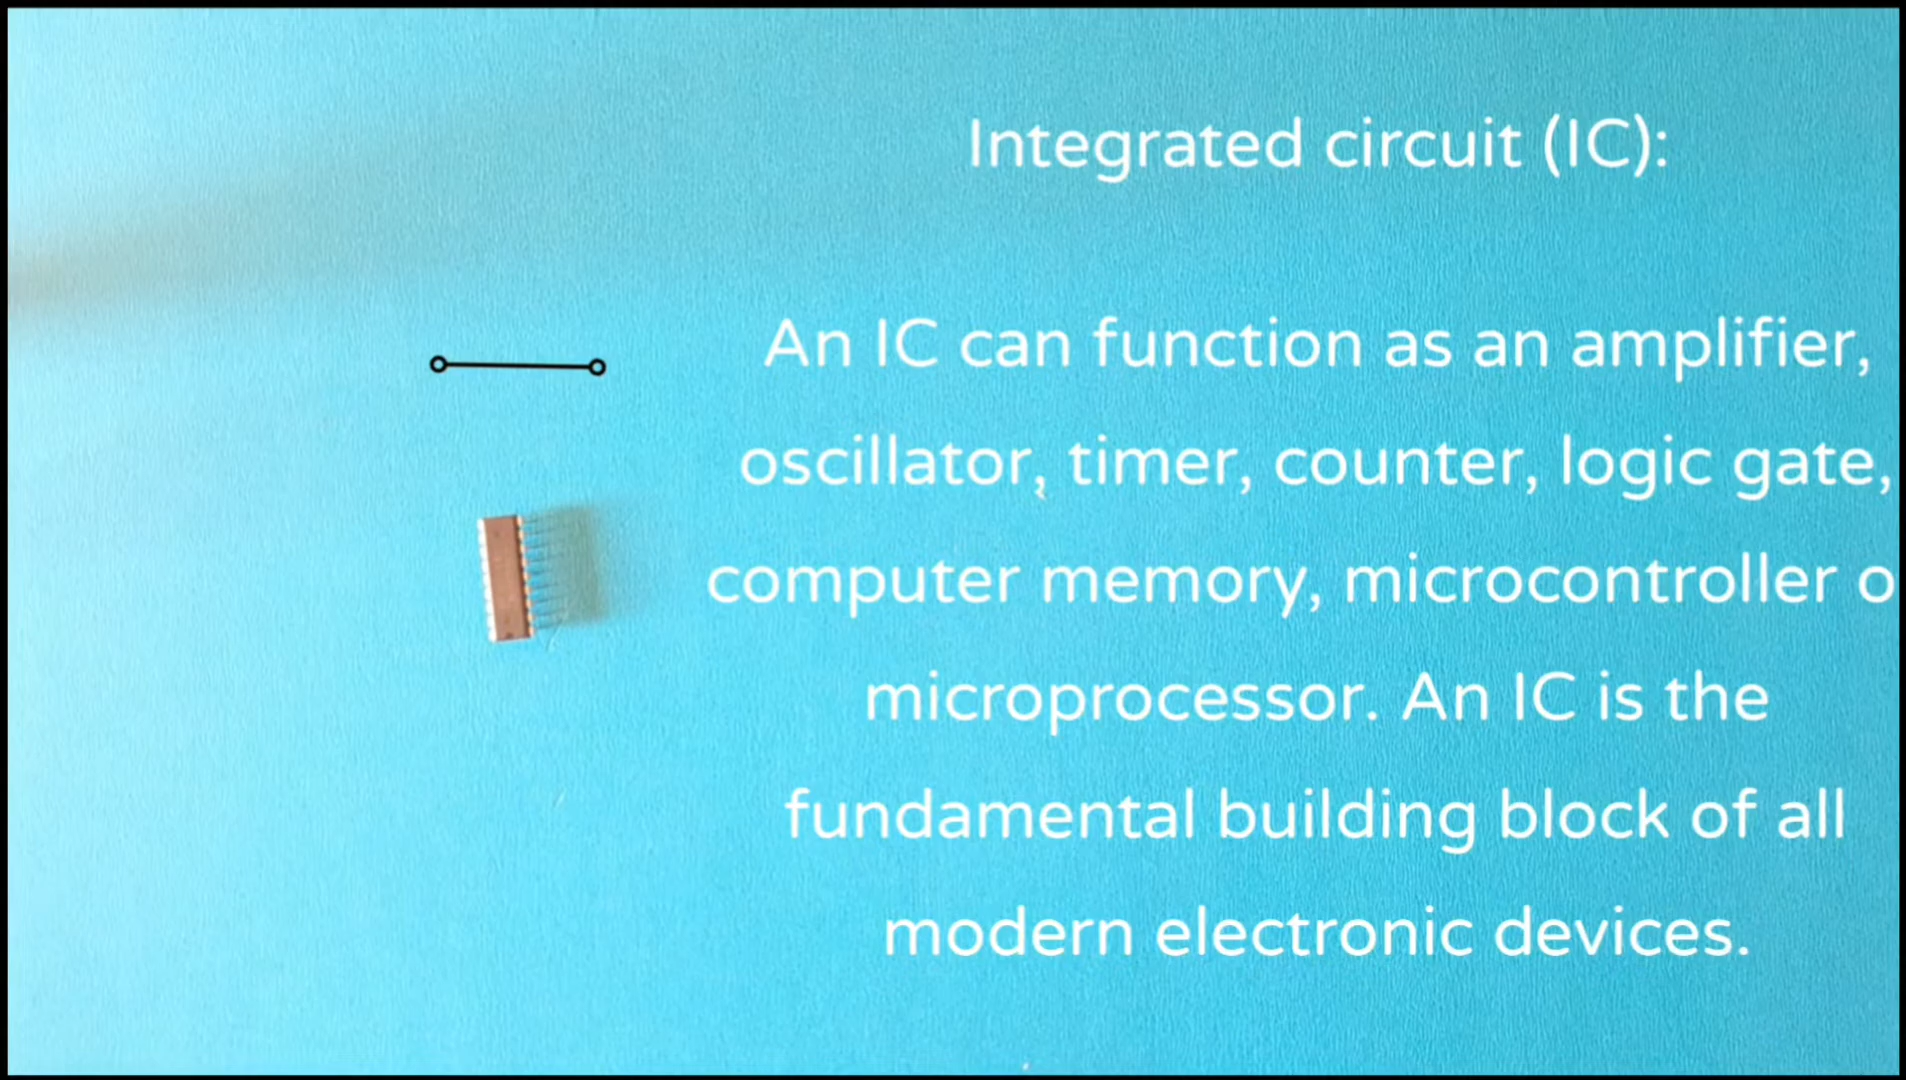 Integrated circuit (IC):
An IC can function as an amplifier,
oscillator, timer, counter, logic gate,
computer memory, microcontroller o
microprocessor. An IC is the
fundamental building block of all
modern electronic devices.